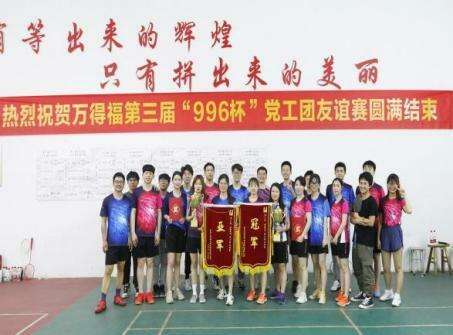 有等出来的辉煌
只有拼出来的美丽
热烈祝贺万得福第三届“996杯”党工团友谊赛圆满结束
亚军
冠军